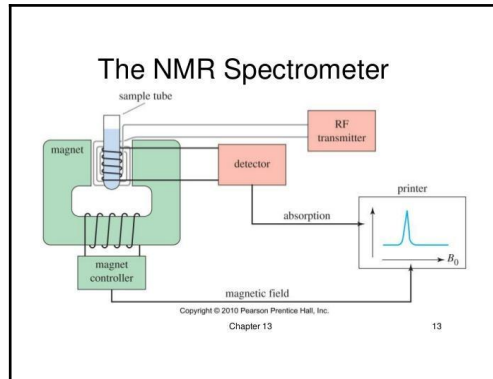 The NMR Spectrometer
sample tube
magnet
RF
transmitter
detector
printer
absorption
B₀
magnet
controller
magnetic field
Copyright © 2010 Pearson Prentice Hall, Inc.
Chapter 13
13